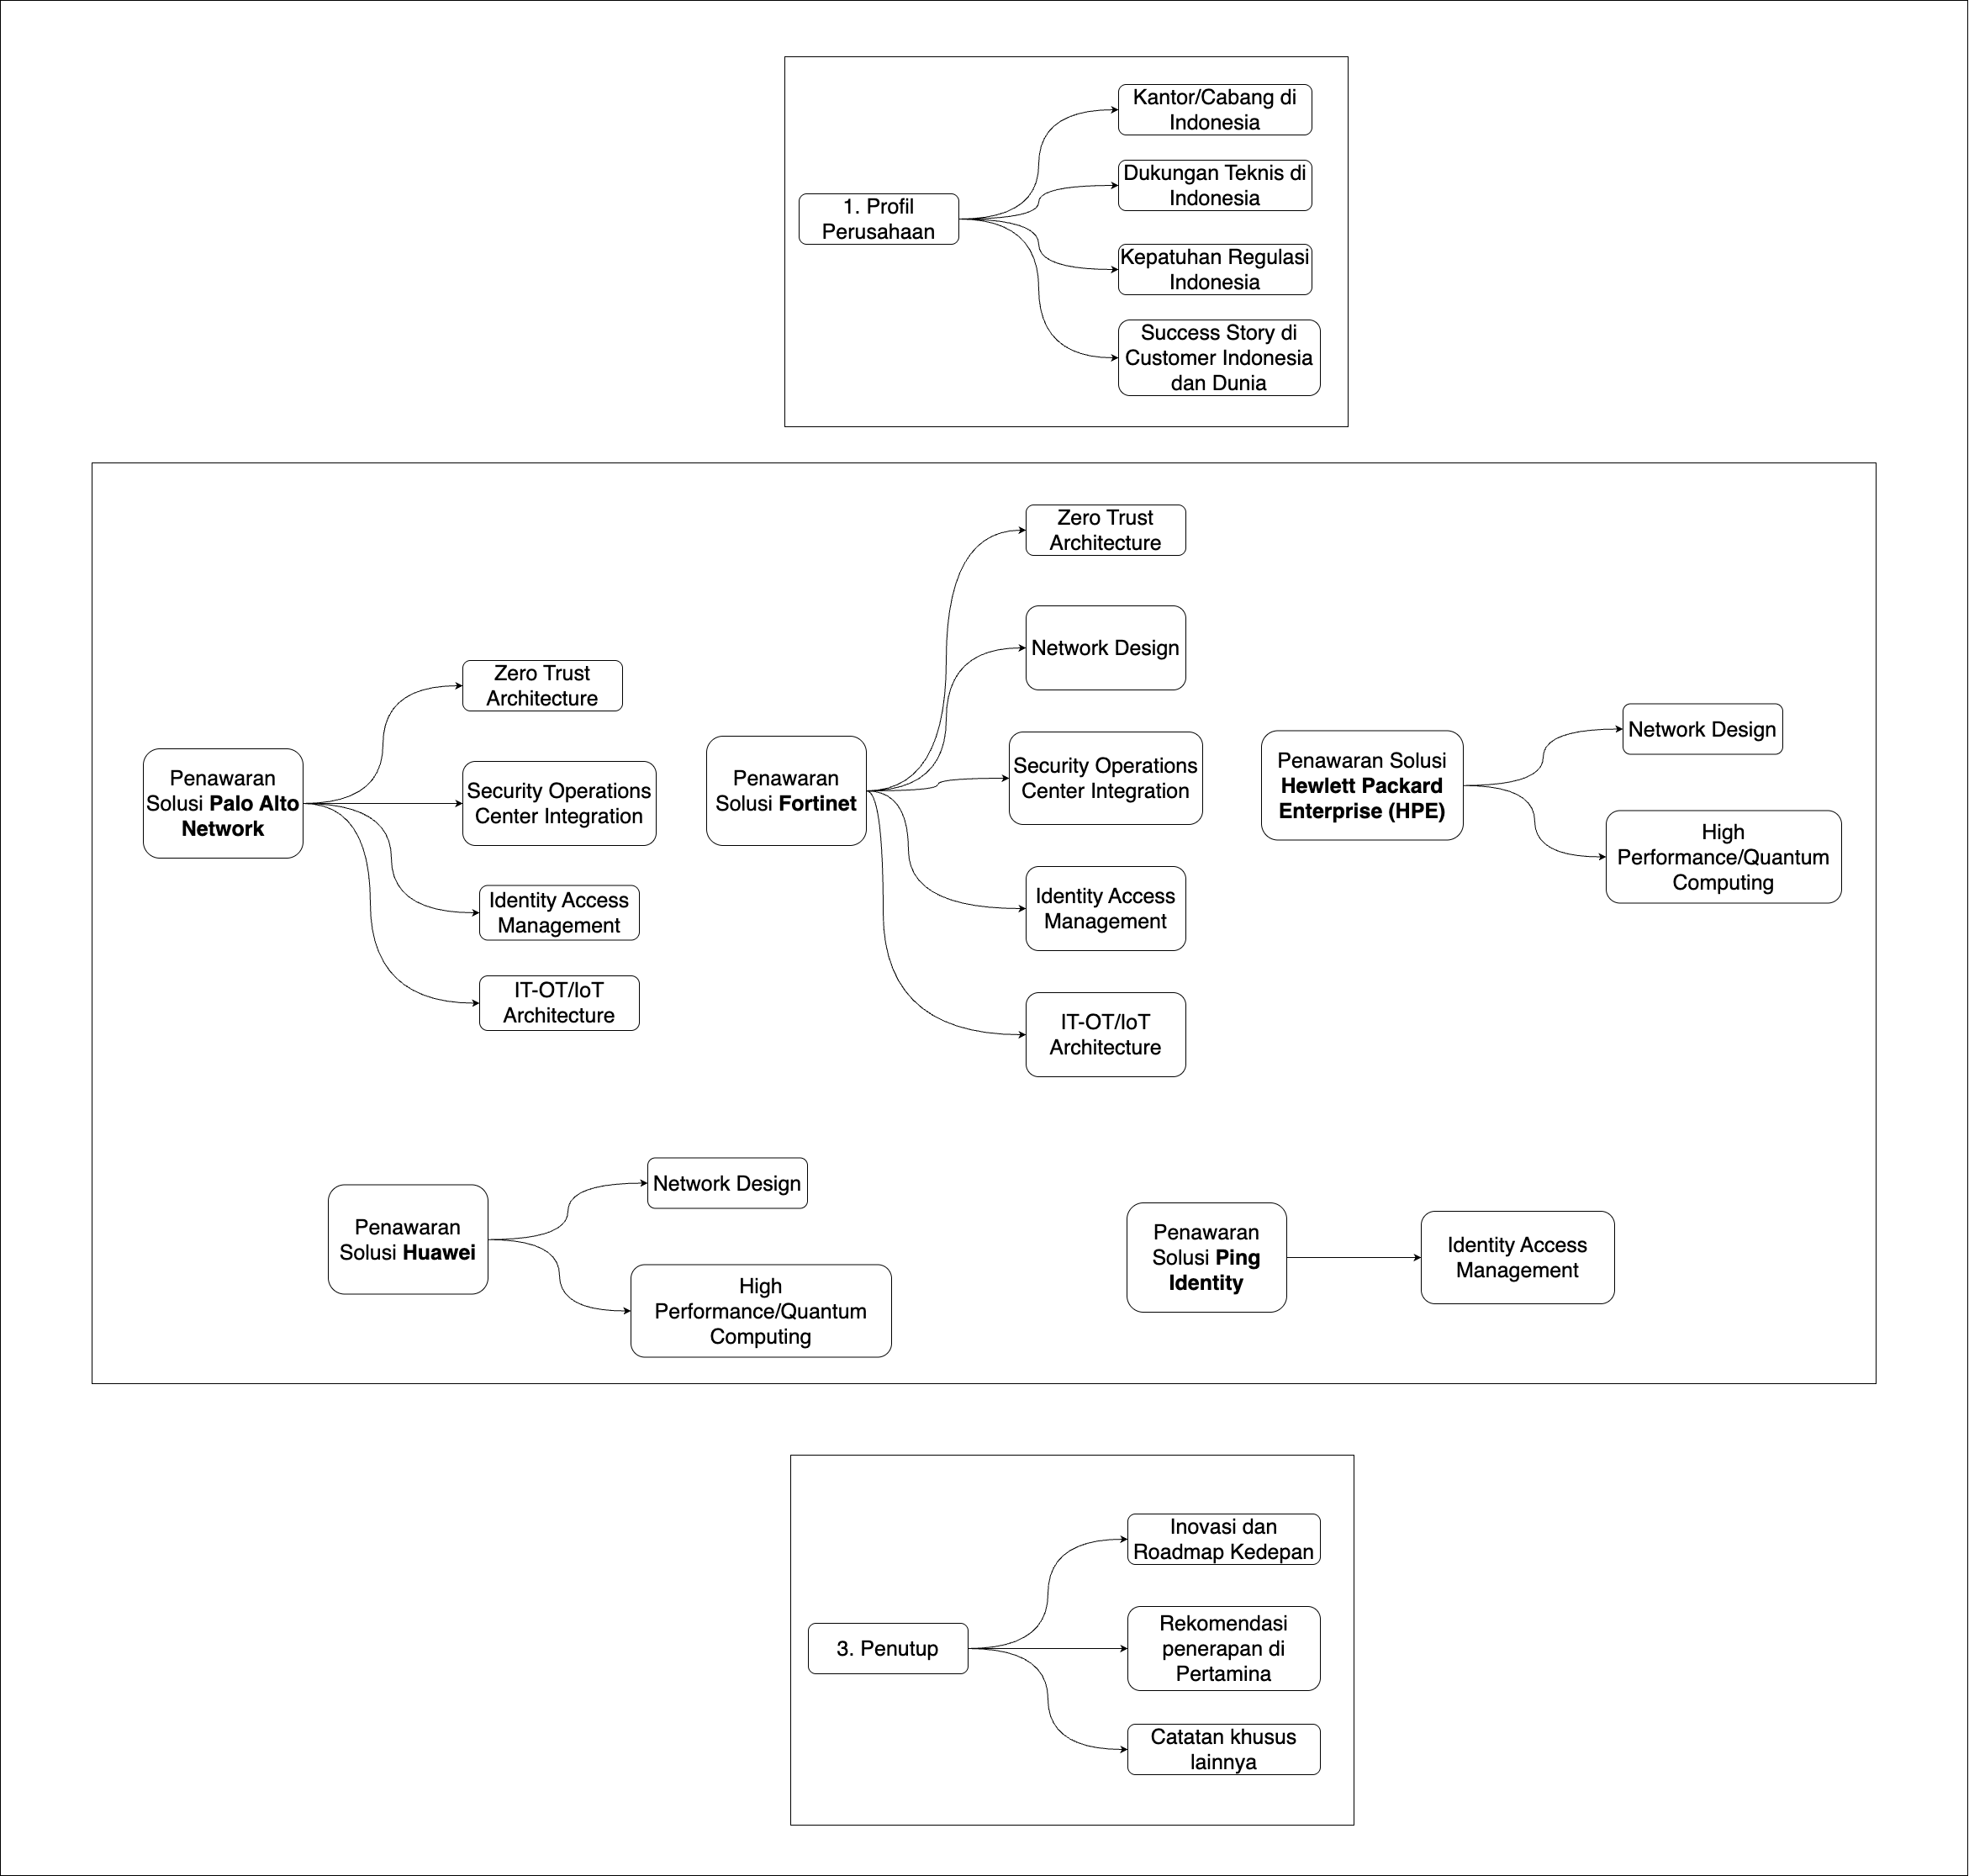 1. Profil
Perusahaan
Kantor/Cabang di
Indonesia
Dukungan Teknis di
Indonesia
Kepatuhan Regulasi
Indonesia
Success Story di
Customer Indonesia
dan Dunia
Penawaran
Solusi Palo Alto
Network
Zero Trust
Architecture
Security Operations
Center Integration
Identity Access
Management
IT-OT/IoT
Architecture
Penawaran
Solusi Fortinet
Zero Trust
Architecture
Network Design
Security Operations
Center Integration
Identity Access
Management
IT-OT/IoT
Architecture
Penawaran Solusi
Hewlett Packard
Enterprise (HPE)
Network Design
High
Performance/Quantum
Computing
Penawaran
Solusi Huawei
Network Design
High
Performance/Quantum
Computing
Penawaran
Solusi Ping
Identity
Identity Access
Management
3. Penutup
Inovasi dan
Roadmap Kedepan
Rekomendasi
penerapan di
Pertamina
Catatan khusus
lainnya